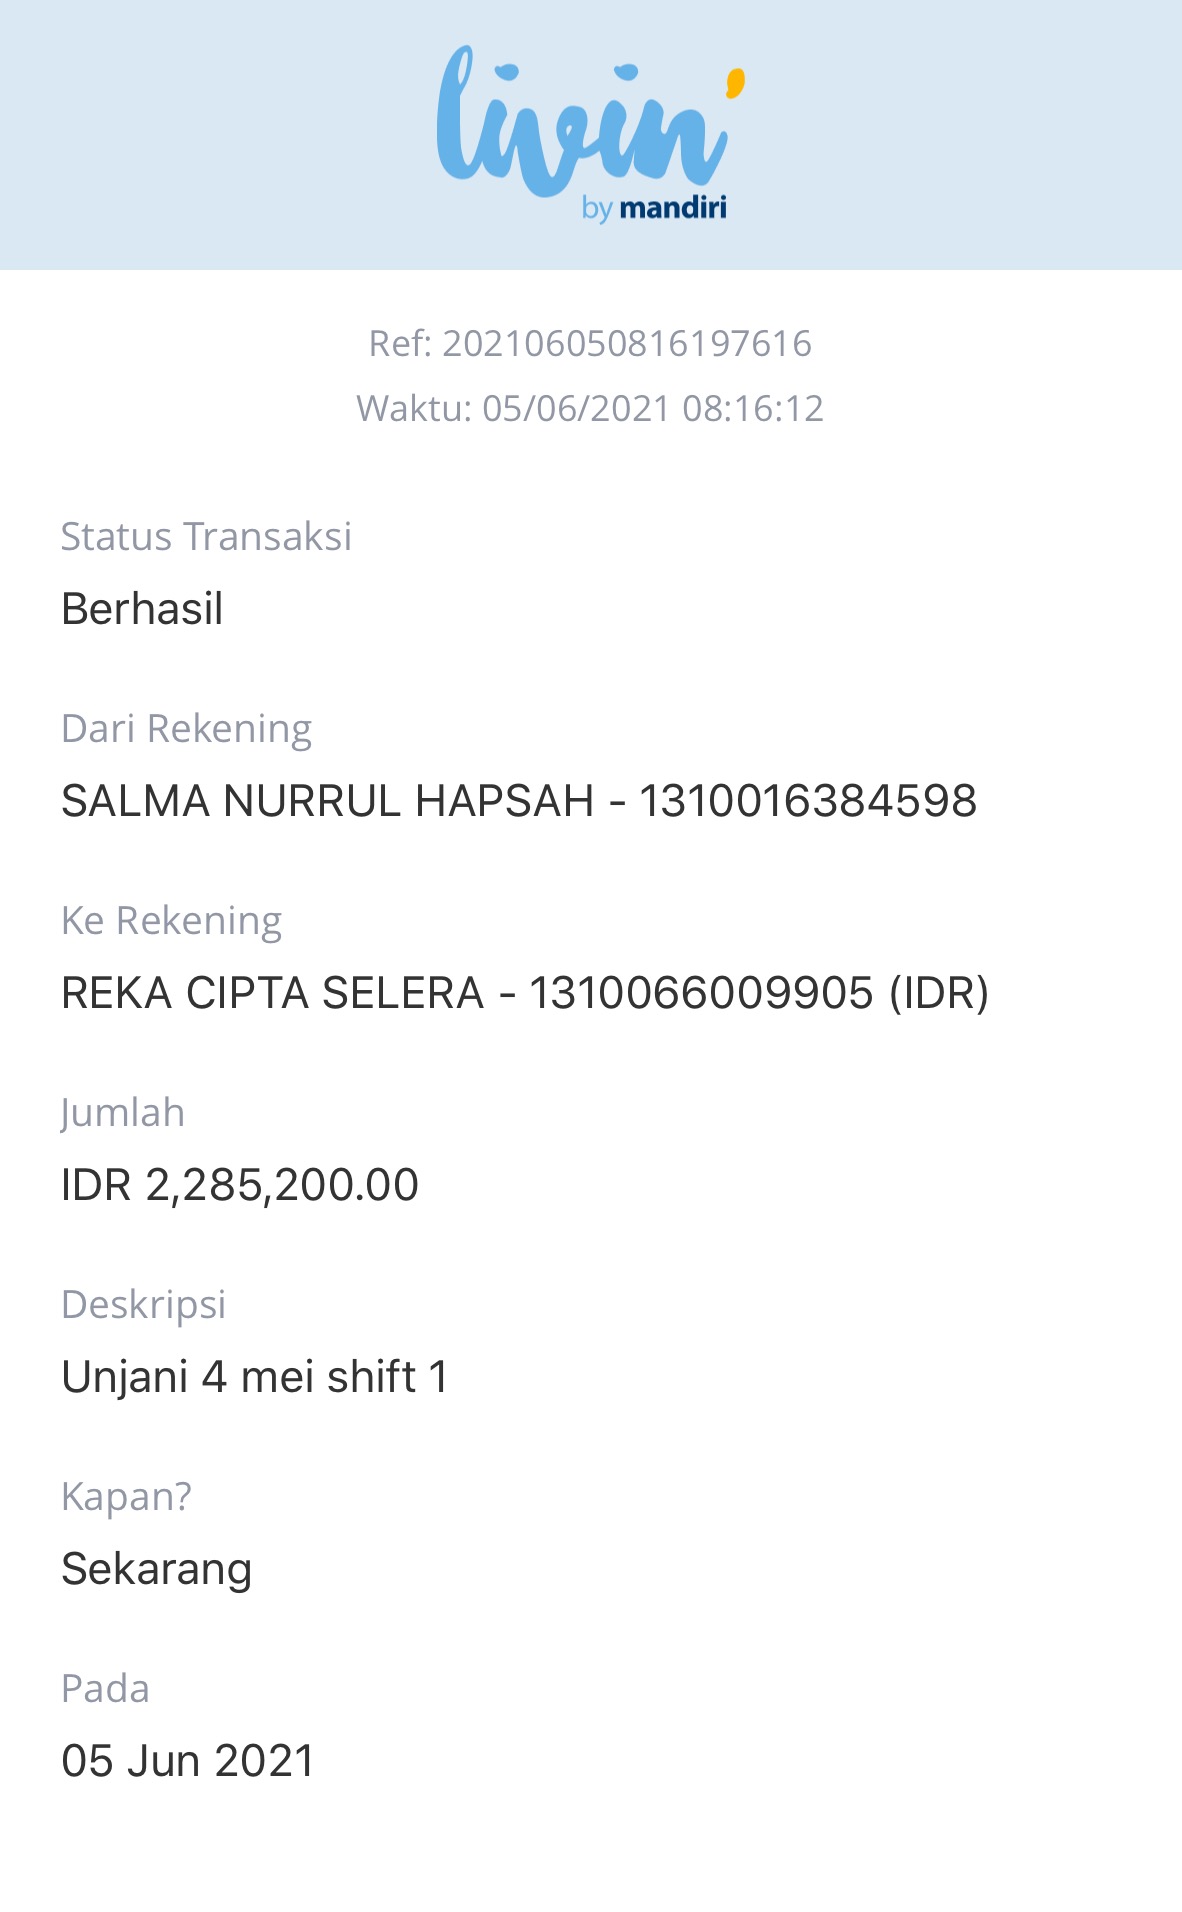 livin'
by mandiri
Ref: 202106050816197616
Waktu: 05/06/2021 08:16:12
Status Transaksi
Berhasil
Dari Rekening
SALMA NURRUL HAPSAH - 1310016384598
Ke Rekening
REKA CIPTA SELERA - 1310066009905 (IDR)
Jumlah
IDR 2,285,200.00
Deskripsi
Unjani 4 mei shift 1
Kapan?
Sekarang
Pada
05 Jun 2021